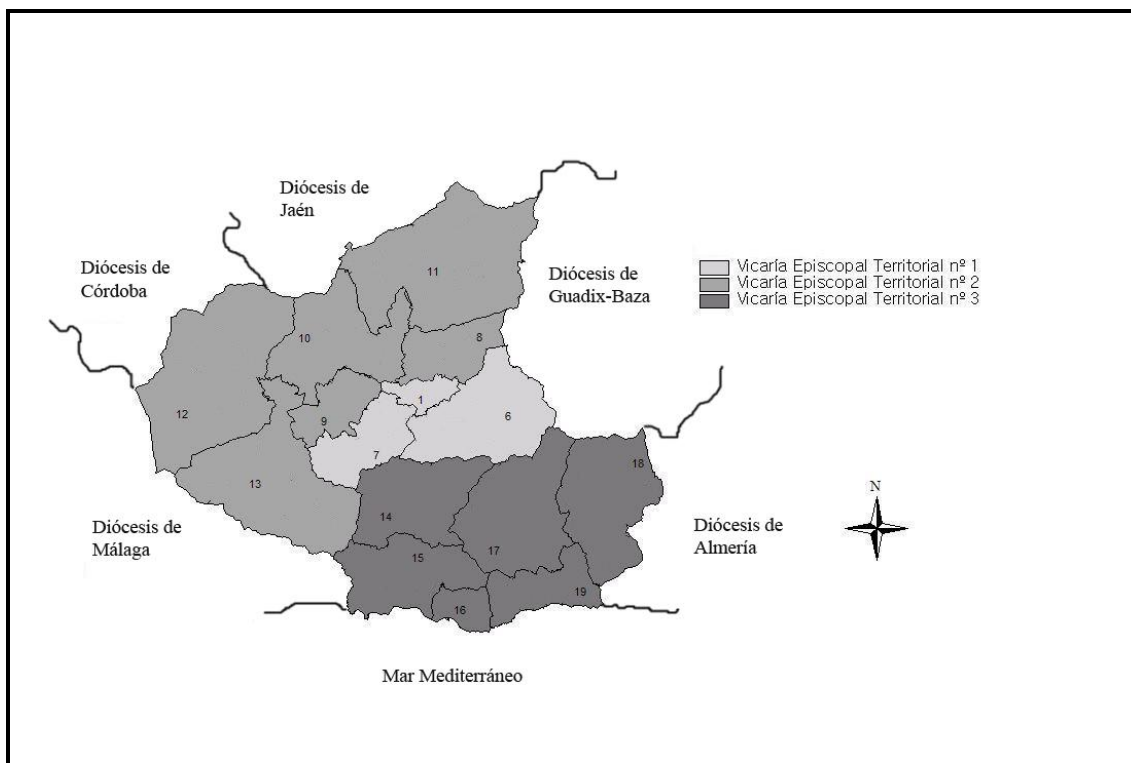 Diócesis de
Jaén
Diócesis de
Córdoba
Diócesis de
Guadix-Baza
Vicaría Episcopal Territorial nº 1
Vicaría Episcopal Territorial nº 2
Vicaría Episcopal Territorial nº 3
11
10
8
1
12
9
6
7
13
18
14
17
15
19
16
Diócesis de
Málaga
Diócesis de
Almería
N
Mar Mediterráneo